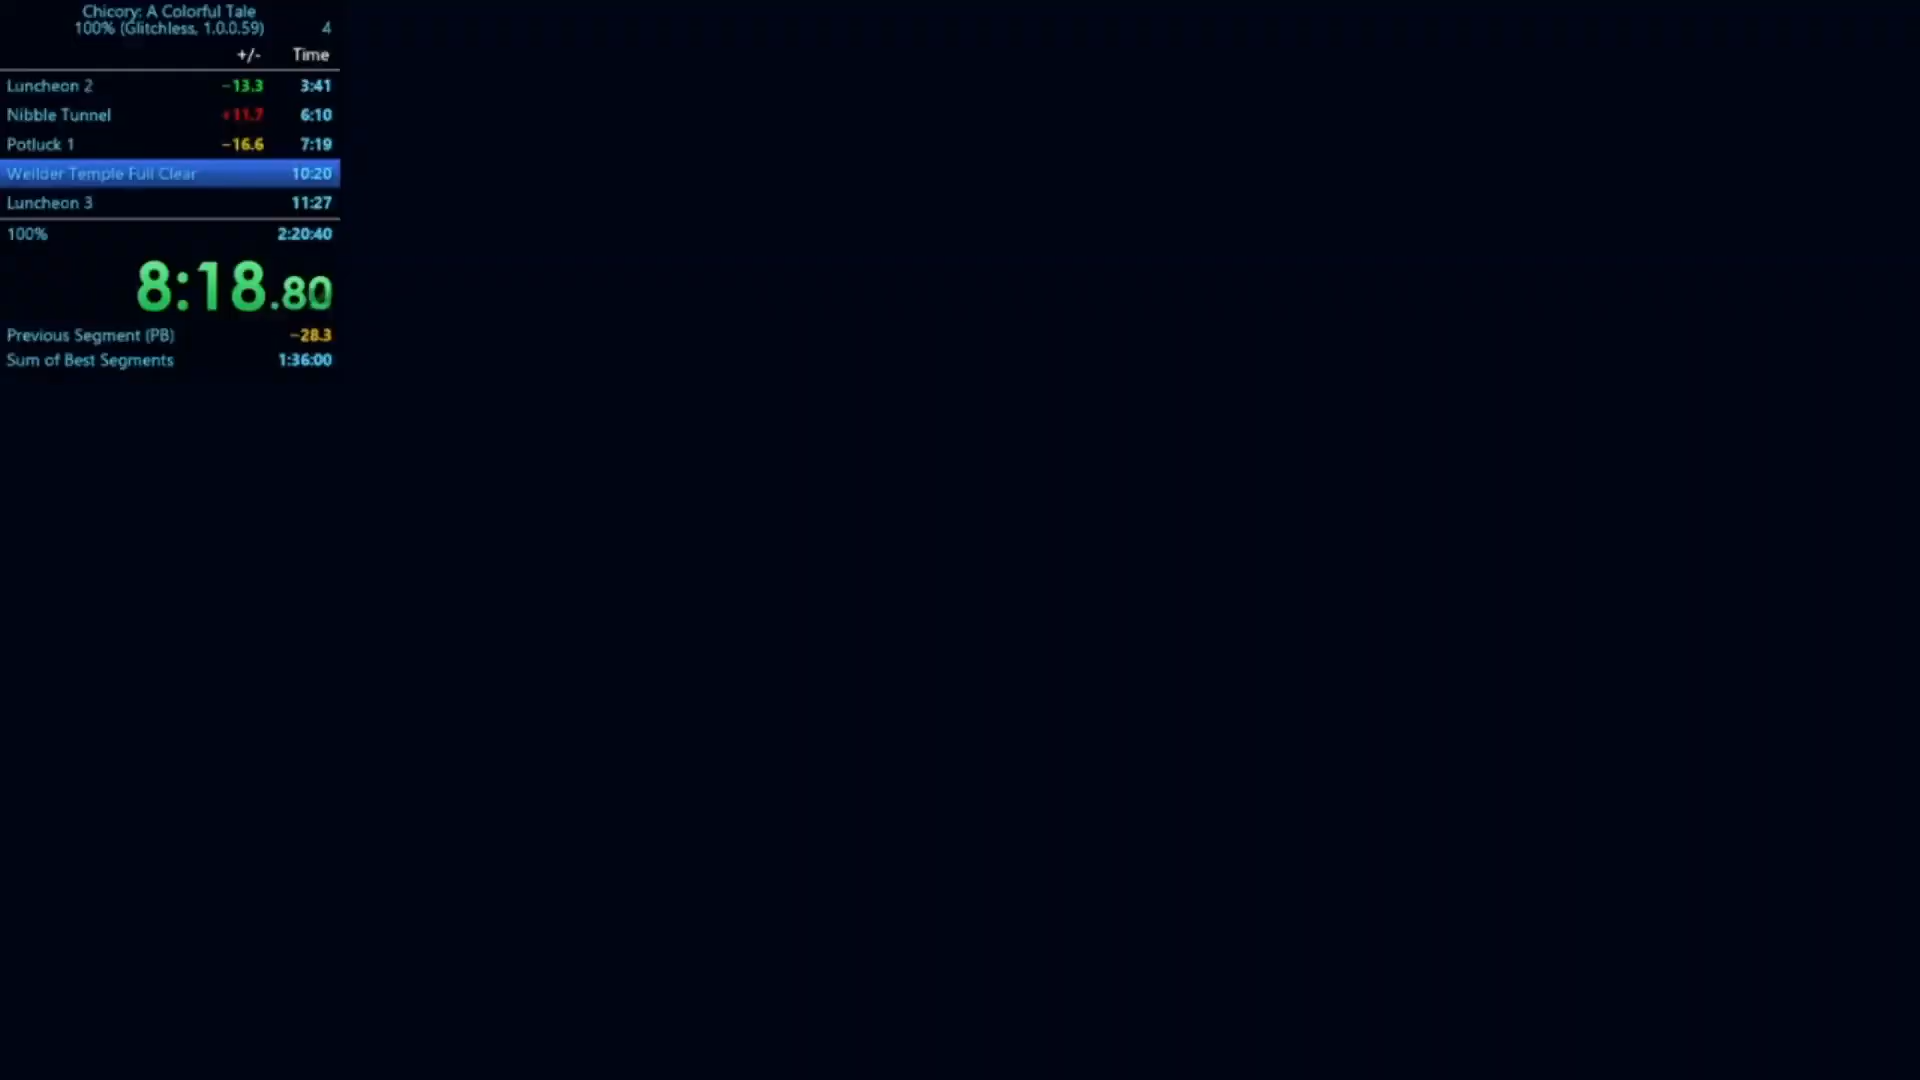 Chicory: A Colorful Tale
100% (Glitchless, 1.0.0.59) 4
+/- Time
Luncheon 2 −13.3 3:41
Nibble Tunnel +11.7 6:10
Potluck 1 −16.6 7:19
Weilder Temple Full Clear 10:20
Luncheon 3 11:27
100% 2:20:40
8:18.80
Previous Segment (PB) −28.3
Sum of Best Segments 1:36:00